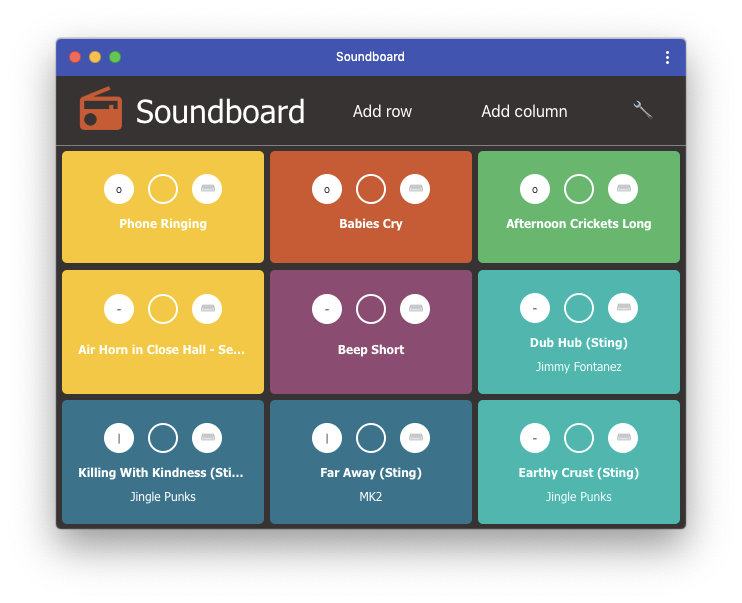 Soundboard
Soundboard
Add row
Add column
o
o
o
Phone Ringing
Babies Cry
Afternoon Crickets Long
-
-
-
Air Horn in Close Hall - Se...
Beep Short
Dub Hub (Sting)
Jimmy Fontanez
|
|
-
Killing With Kindness (Sti...
Jingle Punks
Far Away (Sting)
MK2
Earthy Crust (Sting)
Jingle Punks